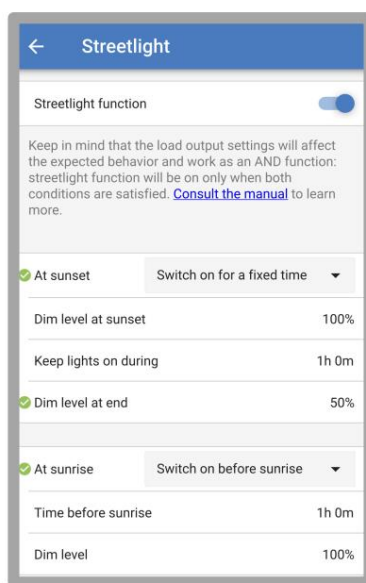 Streetlight
Streetlight function
Keep in mind that the load output settings will affect
the expected behavior and work as an AND function:
streetlight function will be on only when both
conditions are satisfied. Consult the manual to learn
more.
At sunset Switch on for a fixed time
Dim level at sunset 100%
Keep lights on during 1h 0m
Dim level at end 50%
At sunrise Switch on before sunrise
Time before sunrise 1h 0m
Dim level 100%